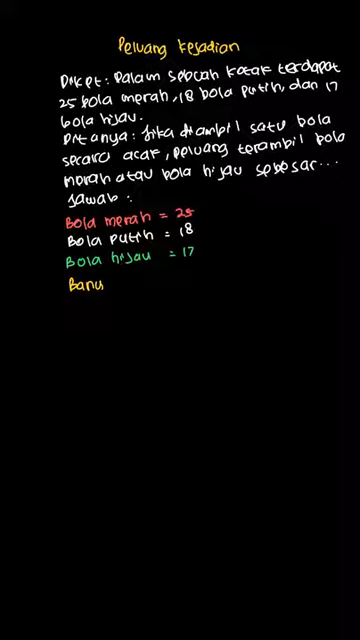 Peluang Kejadian
Diket : Dalam sebuah kotak terdapat
25 bola merah, 18 bola putih, dan 17
bola hijau.
Ditanya : Jika diambil satu bola
secara acak, peluang terambil bola
merah atau bola hijau sebesar...
Jawab :
Bola merah = 25
Bola putih = 18
Bola hijau = 17
Banu